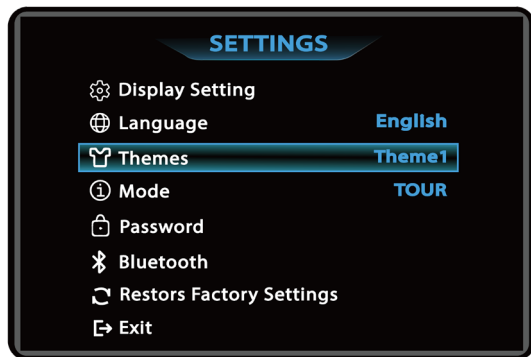 SETTINGS
Display Setting
Language English
Themes Theme1
Mode TOUR
Password
Bluetooth
Restors Factory Settings
Exit